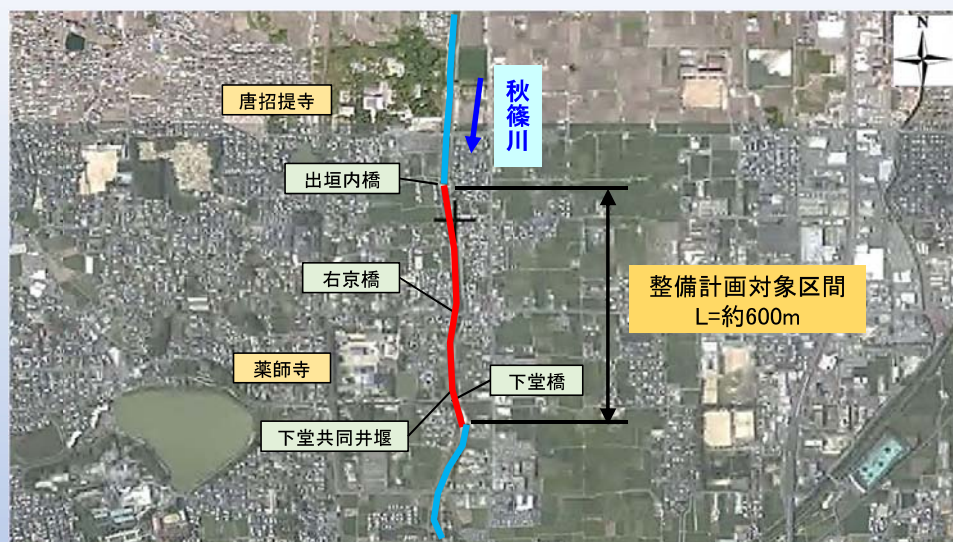 N
唐招提寺
秋篠川
出垣内橋
右京橋
整備計画対象区間
L=約600m
薬師寺
下堂橋
下堂共同井堰